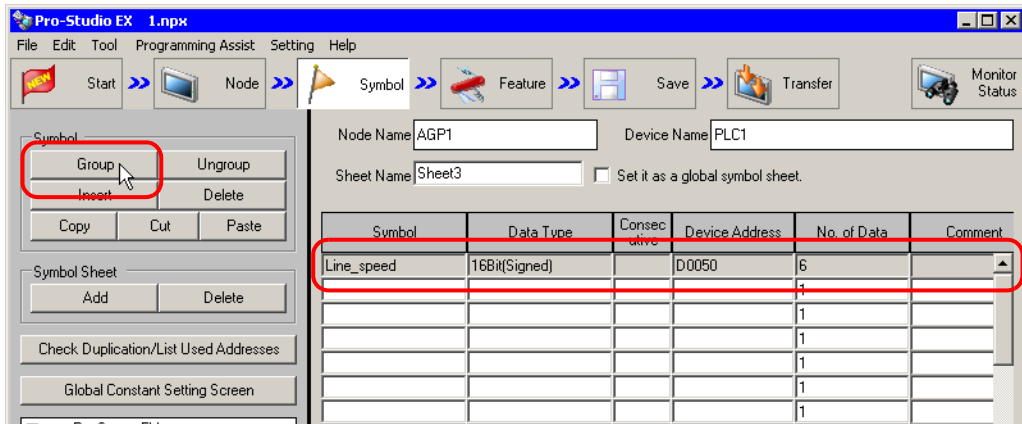 Pro-Studio EX 1.npx
File Edit Tool Programming Assist Setting Help
NEW Start Node Symbol Feature Save Transfer Monitor Status
Symbol
Group Ungroup
Insert Delete
Copy Cut Paste
Symbol Sheet
Add Delete
Check Duplication/List Used Addresses
Global Constant Setting Screen
Node Name AGP1 Device Name PLC1
Sheet Name Sheet3 Set it as a global symbol sheet.
Symbol Data Type Consecutive Device Address No. of Data Comment
Line_speed 16Bit(Signed) D0050 6
1
1
1
1
1
1